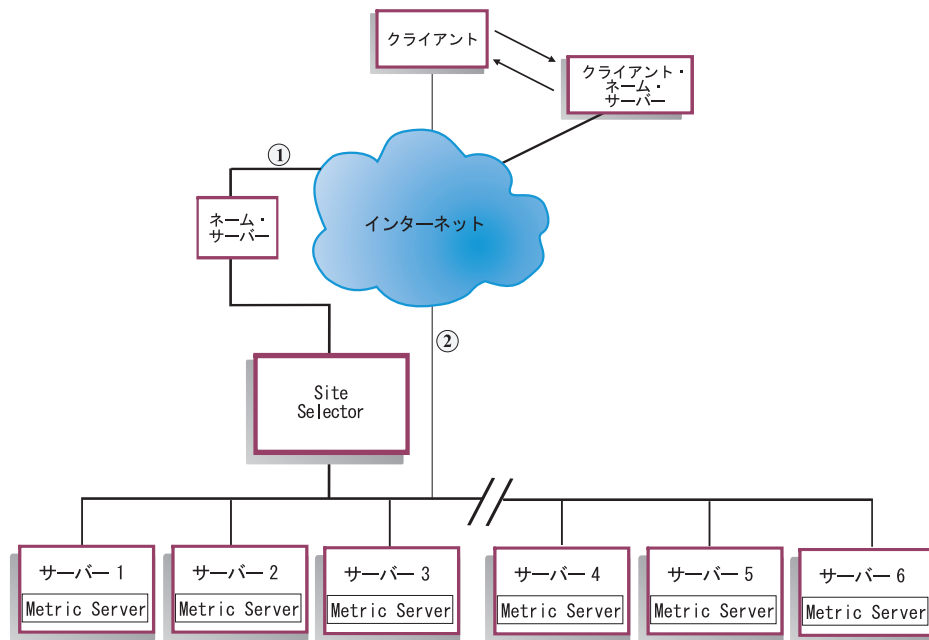 クライアント
クライアント・
ネーム・
サーバー
①
ネーム・
サーバー
インターネット
②
Site
Selector
サーバー 1
Metric Server
サーバー 2
Metric Server
サーバー 3
Metric Server
サーバー 4
Metric Server
サーバー 5
Metric Server
サーバー 6
Metric Server